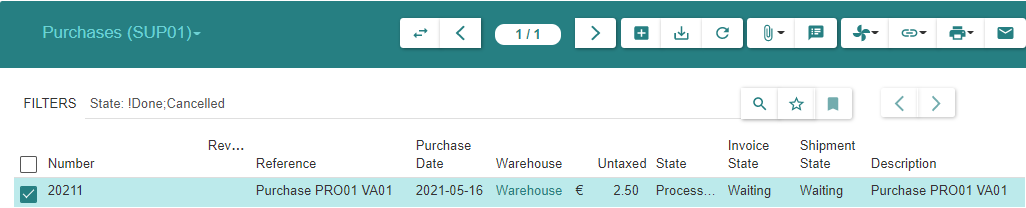 Purchases (SUP01)
1 / 1
FILTERS State: !Done;Cancelled
Number Rev... Reference Purchase Date Warehouse Untaxed State Invoice State Shipment State Description
20211 Purchase PRO01 VA01 2021-05-16 Warehouse € 2.50 Process... Waiting Waiting Purchase PRO01 VA01